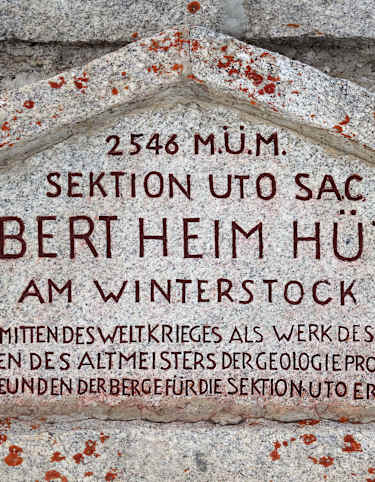 2546 M.Ü.M.
SEKTION UTO S.A.C.
BERT HEIM HÜ
AM WINTERSTOCK
MITTEN DES WELTKRIEGES ALS WERK DES
EN DES ALTMEISTERS DER GEOLOGIE PRO
EUNDEN DER BERGE FÜR DIE SEKTION UTO ER